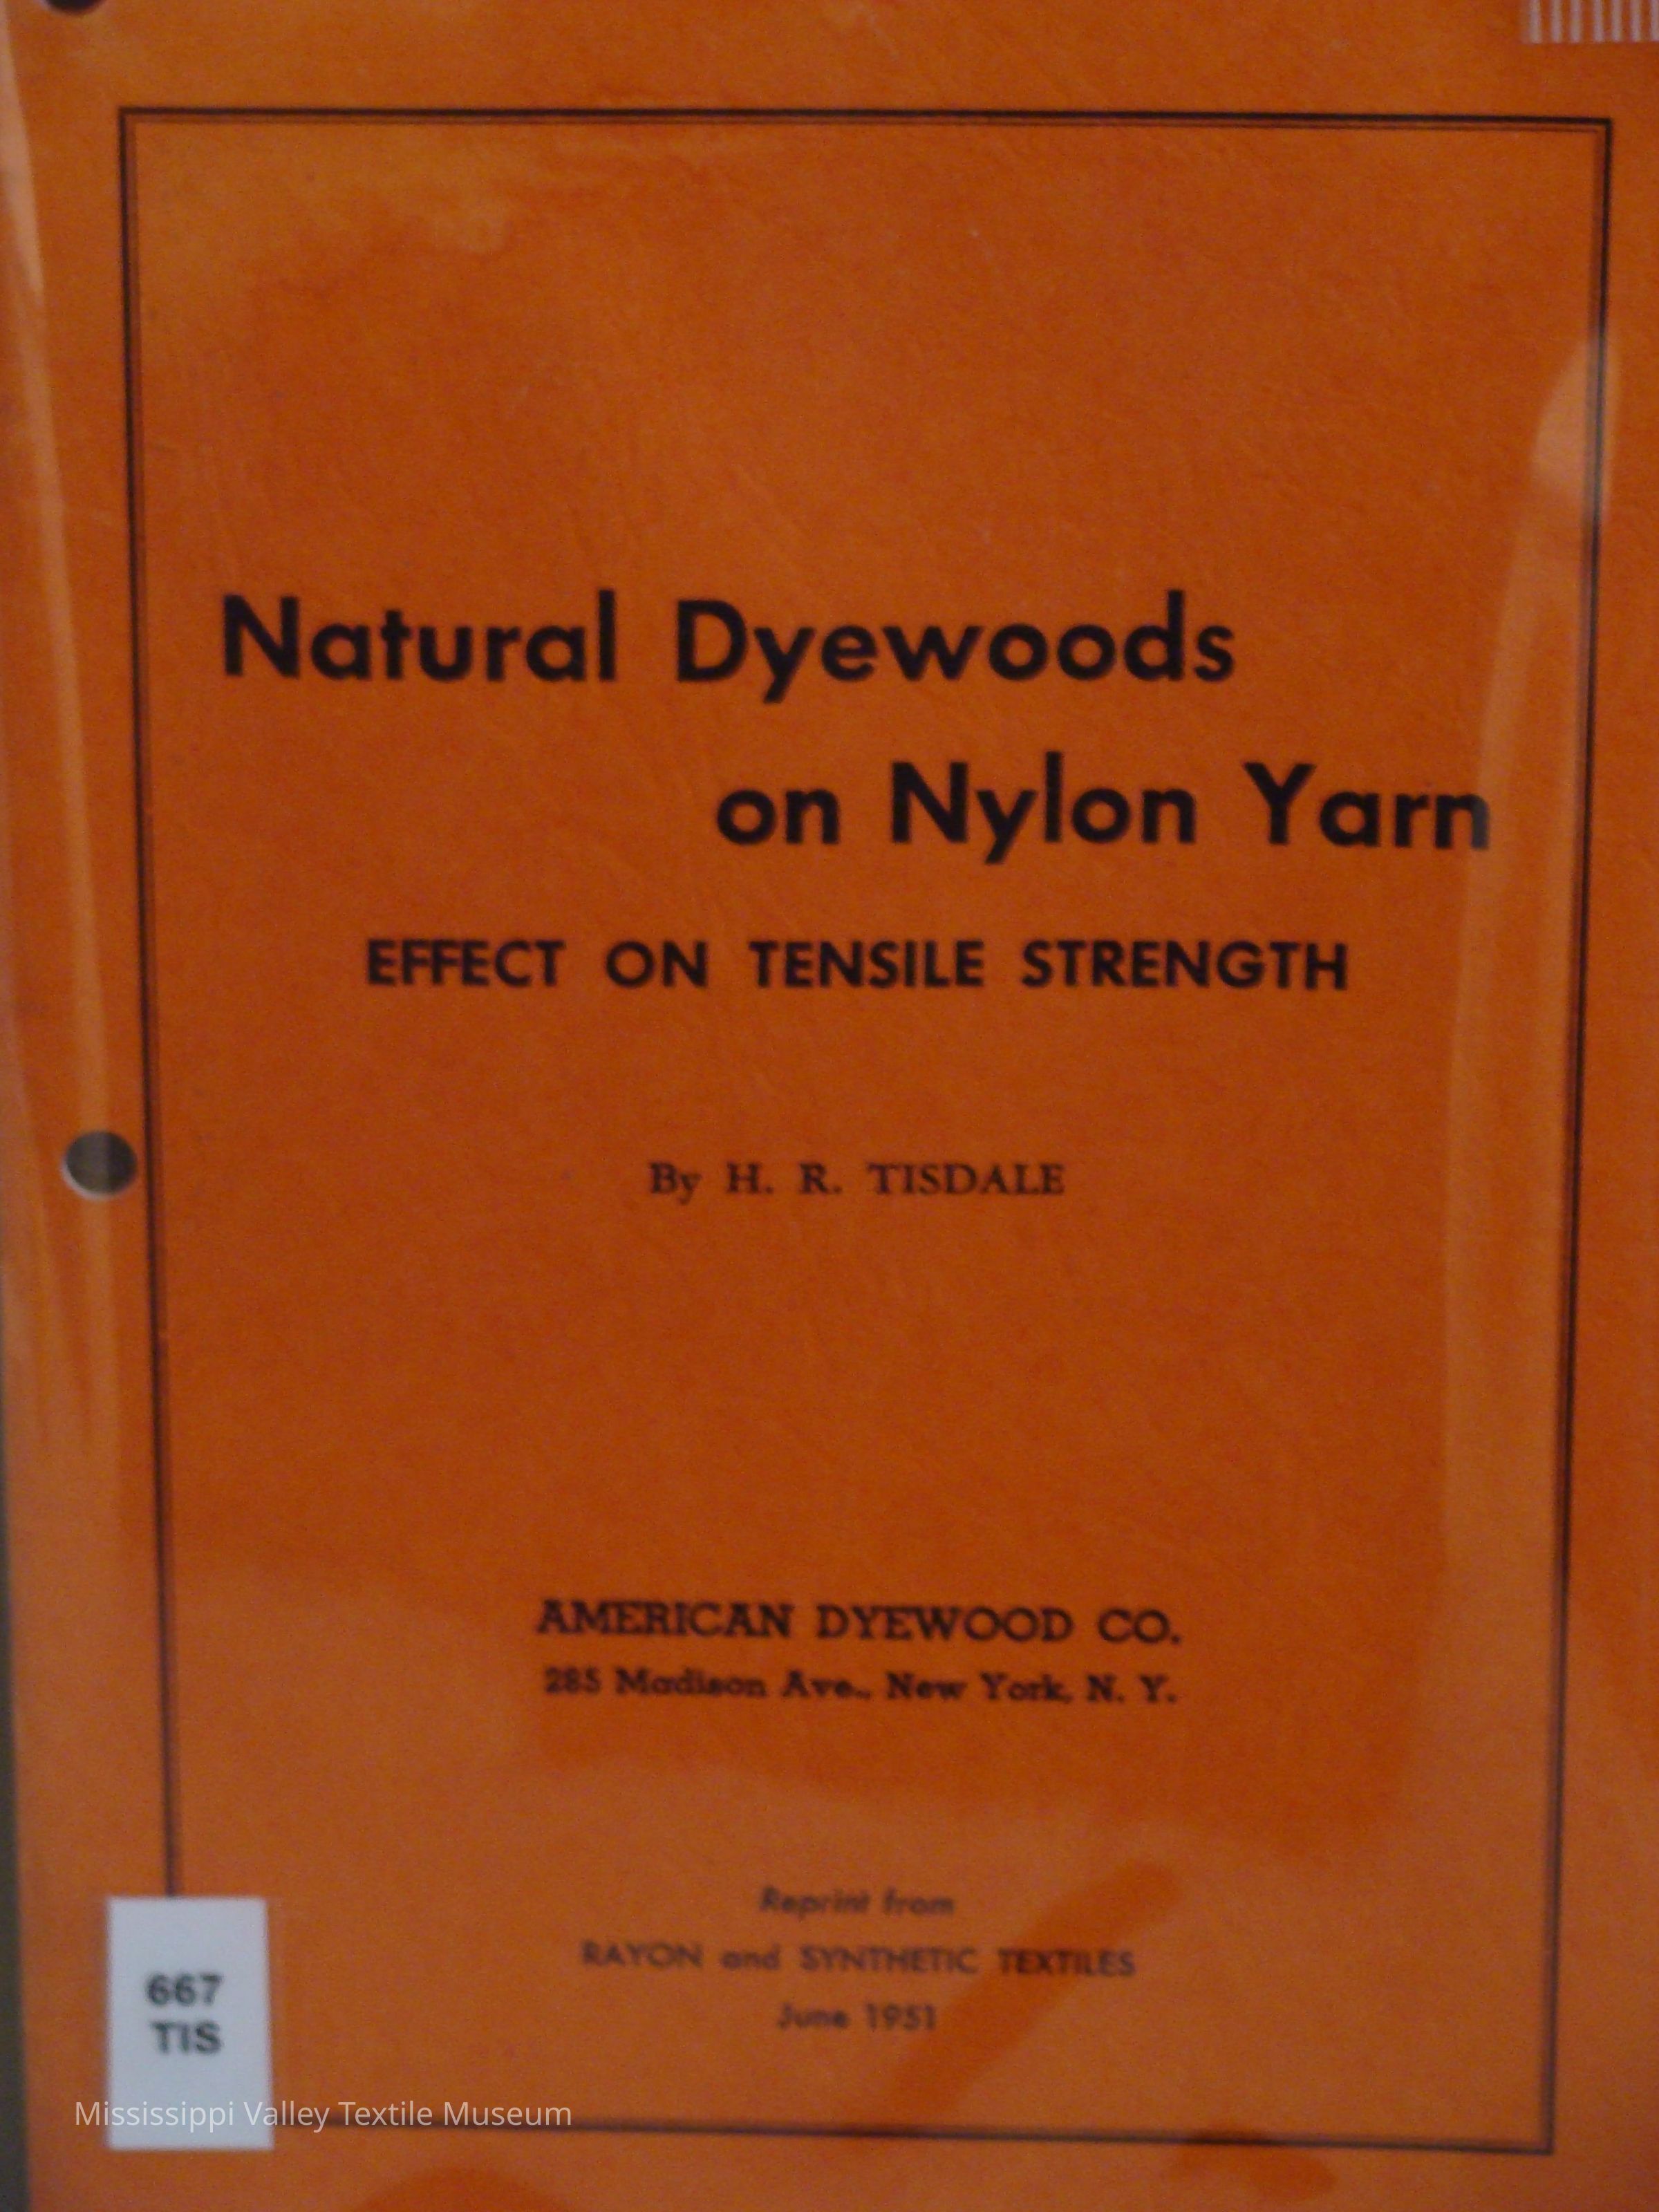 Natural Dyewoods
on Nylon Yarn
EFFECT ON TENSILE STRENGTH
By H. R. TISDALE
AMERICAN DYEWOOD CO.
285 Madison Ave., New York, N. Y.
Reprint from
RAYON and SYNTHETIC TEXTILES
June 1951
667
TIS
Mississippi Valley Textile Museum